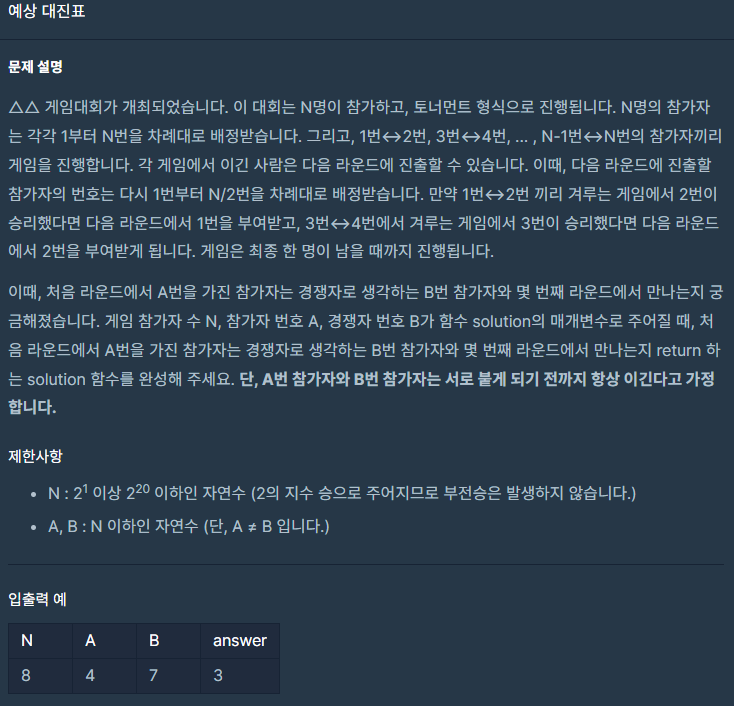 예상 대진표
문제 설명
△△ 게임대회가 개최되었습니다. 이 대회는 N명이 참가하고, 토너먼트 형식으로 진행됩니다. N명의 참가자
는 각각 1부터 N번을 차례대로 배정받습니다. 그리고, 1번↔2번, 3번↔4번, ... , N-1번↔N번의 참가자끼리
게임을 진행합니다. 각 게임에서 이긴 사람은 다음 라운드에 진출할 수 있습니다. 이때, 다음 라운드에 진출할
참가자의 번호는 다시 1번부터 N/2번을 차례대로 배정받습니다. 만약 1번↔2번 끼리 겨루는 게임에서 2번이
승리했다면 다음 라운드에서 1번을 부여받고, 3번↔4번에서 겨루는 게임에서 3번이 승리했다면 다음 라운드
에서 2번을 부여받게 됩니다. 게임은 최종 한 명이 남을 때까지 진행됩니다.
이때, 처음 라운드에서 A번을 가진 참가자는 경쟁자로 생각하는 B번 참가자와 몇 번째 라운드에서 만나는지 궁
금해졌습니다. 게임 참가자 수 N, 참가자 번호 A, 경쟁자 번호 B가 함수 solution의 매개변수로 주어질 때, 처
음 라운드에서 A번을 가진 참가자는 경쟁자로 생각하는 B번 참가자와 몇 번째 라운드에서 만나는지 return 하
는 solution 함수를 완성해 주세요. 단, A번 참가자와 B번 참가자는 서로 붙게 되기 전까지 항상 이긴다고 가정
합니다.
제한사항
• N : 2¹ 이상 2²⁰ 이하인 자연수 (2의 지수 승으로 주어지므로 부전승은 발생하지 않습니다.)
• A, B : N 이하인 자연수 (단, A ≠ B 입니다.)
입출력 예
N A B answer
8 4 7 3